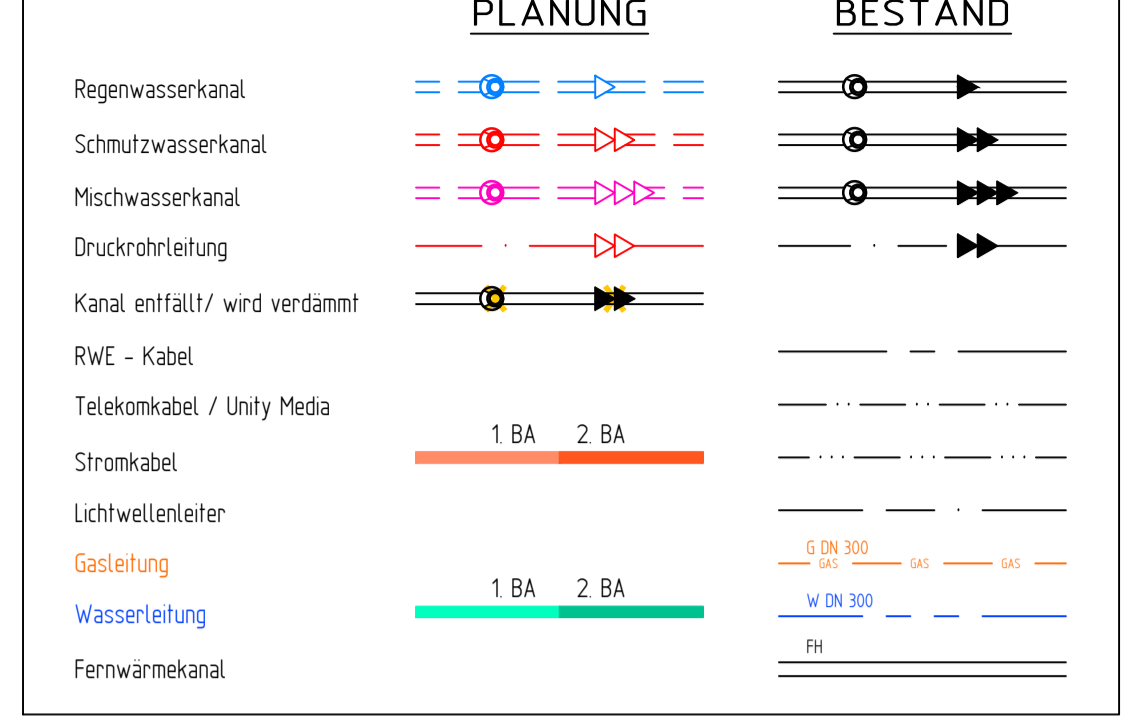 PLANUNG BESTAND
Regenwasserkanal
Schmutzwasserkanal
Mischwasserkanal
Druckrohrleitung
Kanal entfällt/ wird verdämmt
RWE - Kabel
Telekomkabel / Unity Media
1. BA 2. BA
Stromkabel
Lichtwellenleiter
G DN 300
Gasleitung GAS GAS GAS
1. BA 2. BA
W DN 300
Wasserleitung
FH
Fernwärmekanal